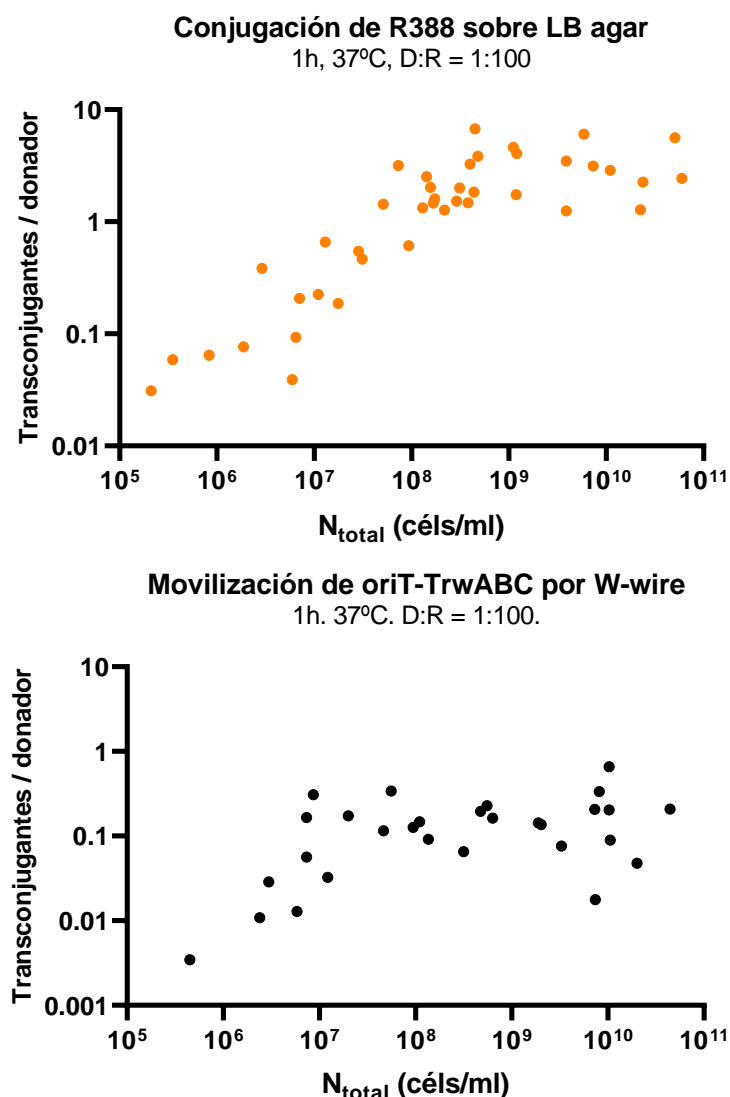 Conjugación de R388 sobre LB agar
1h, 37ºC, D:R = 1:100
Transconjugantes / donador
10
1
0.1
0.01
10⁵ 10⁶ 10⁷ 10⁸ 10⁹ 10¹⁰ 10¹¹
Ntotal (céls/ml)
Movilización de oriT-TrwABC por W-wire
1h. 37ºC. D:R = 1:100.
Transconjugantes / donador
10
1
0.1
0.01
0.001
10⁵ 10⁶ 10⁷ 10⁸ 10⁹ 10¹⁰ 10¹¹
Ntotal (céls/ml)